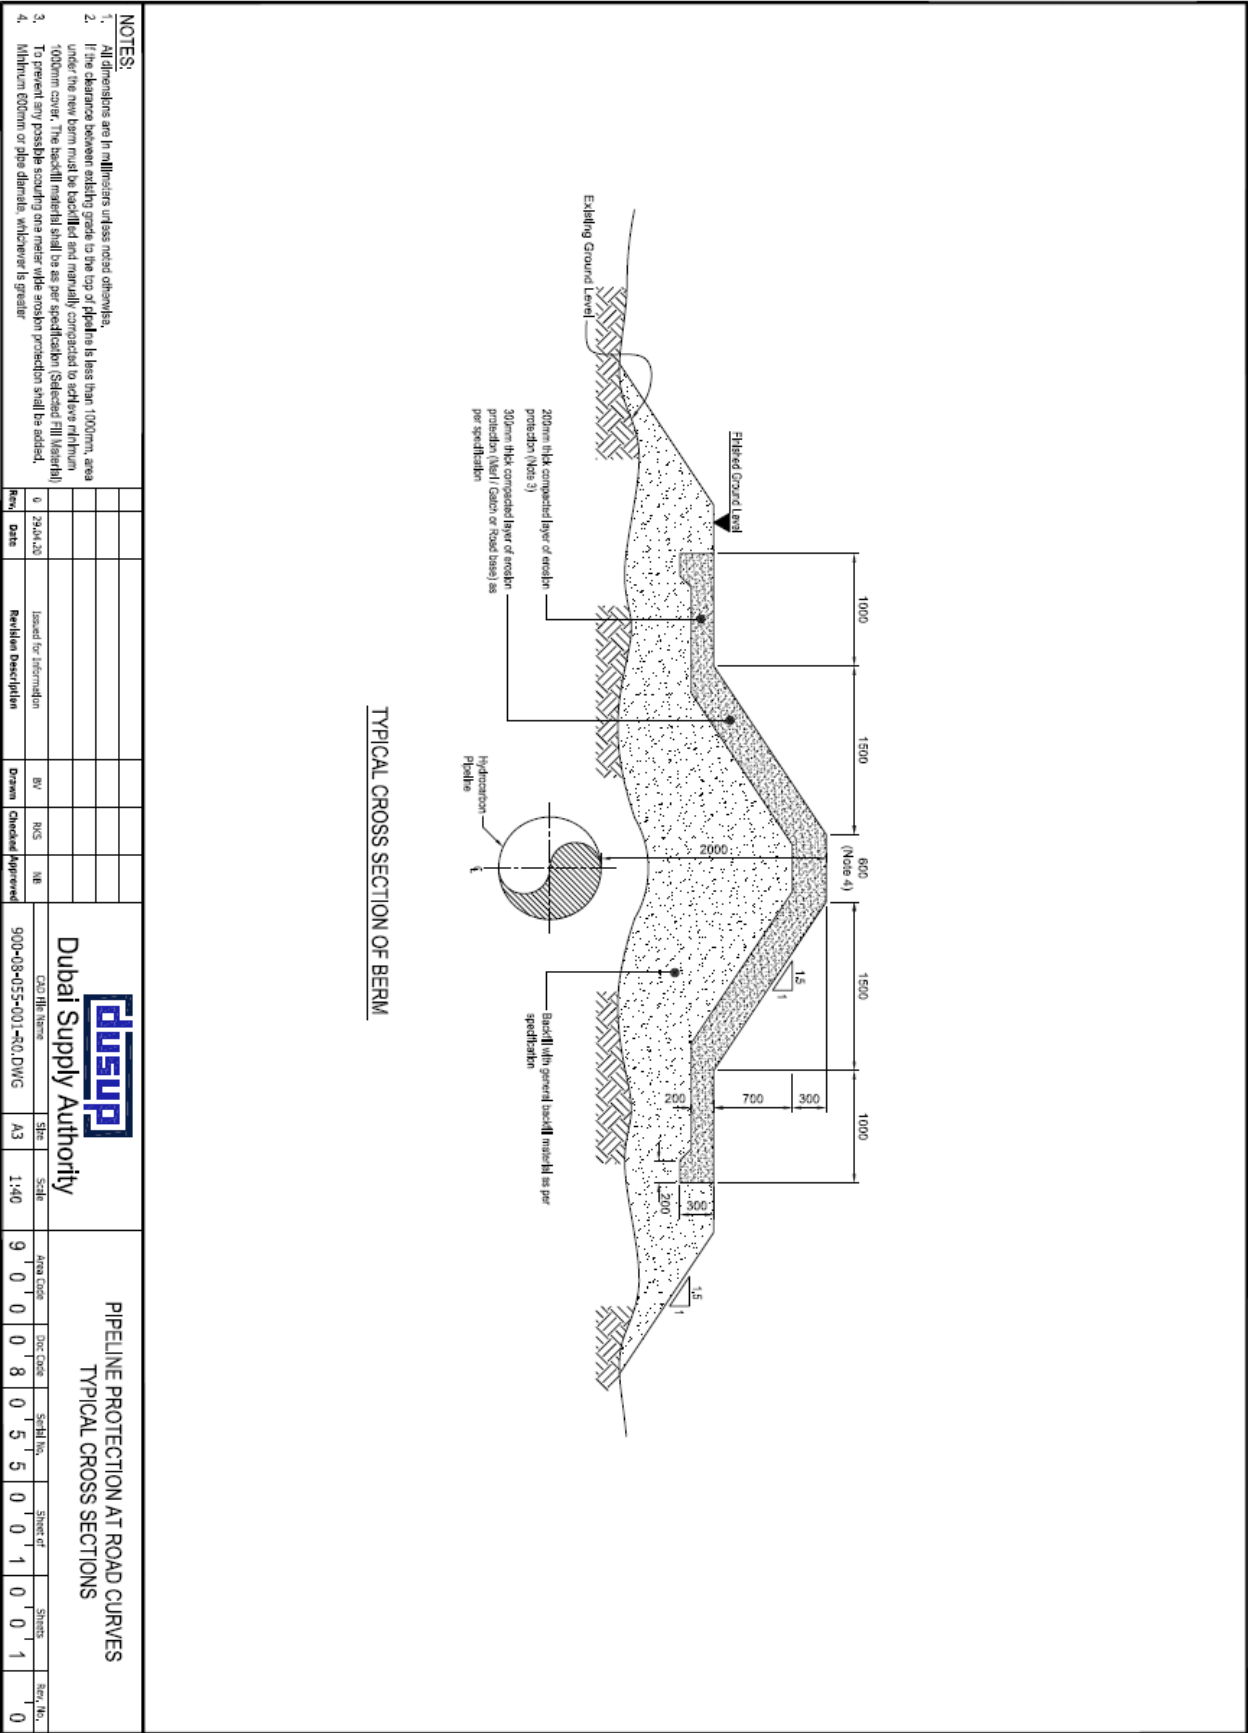 Finished Ground Level
1000
1500
600
(Note 4)
1500
1000
2000
1.5
1
300
700
200
300
200
1.5
1
Existing Ground Level
200mm thick compacted layer of erosion
protection (Note 3)
300mm thick compacted layer of erosion
protection (Marl / Gatch or Road base) as
per specification
Hydrocarbon
Pipeline
Backfill with general backfill material as per
specification
TYPICAL CROSS SECTION OF BERM
NOTES:
1. All dimensions are in millimeters unless noted otherwise.
2. If the clearance between existing grade to the top of pipeline is less than 1000mm, area
under the new berm must be backfilled and manually compacted to achieve minimum
1000mm cover. The backfill material shall be as per specification (Selected Fill Material)
3. To prevent any possible scouring one meter wide erosion protection shall be added.
4. Minimum 600mm or pipe diamete, whichever is greater
0 29.04.20 Issued for Information BV RKS NB
Rev. Date Revision Description Drawn Checked Approved
dusup
Dubai Supply Authority
CAD File Name Size Scale
900-08-055-001-R0.DWG A3 1:40
PIPELINE PROTECTION AT ROAD CURVES
TYPICAL CROSS SECTIONS
Area Code Doc Code Serial No. Sheet of Sheets Rev. No.
9 0 0 0 8 0 5 5 0 0 1 0 0 1 0